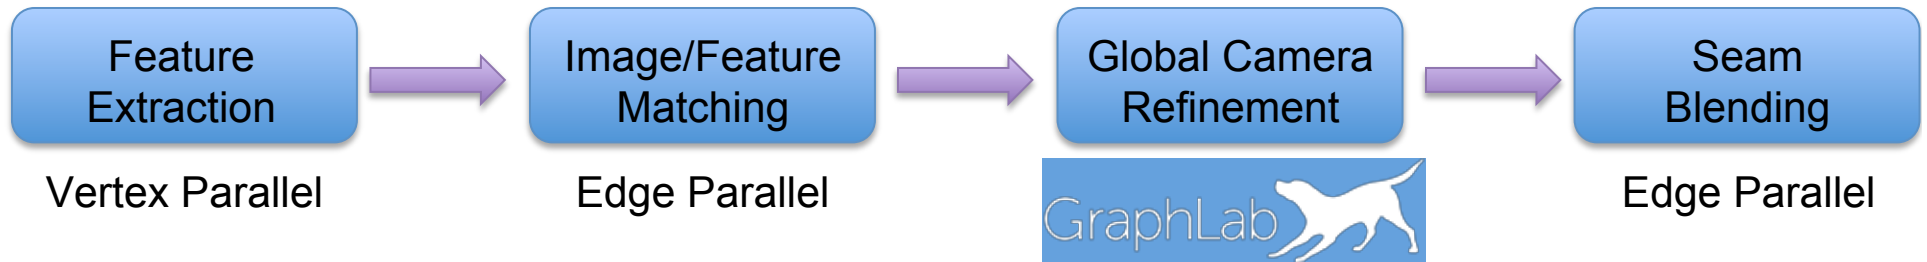 Feature
Extraction
Image/Feature
Matching
Global Camera
Refinement
Seam
Blending
Vertex Parallel
Edge Parallel
GraphLab
Edge Parallel